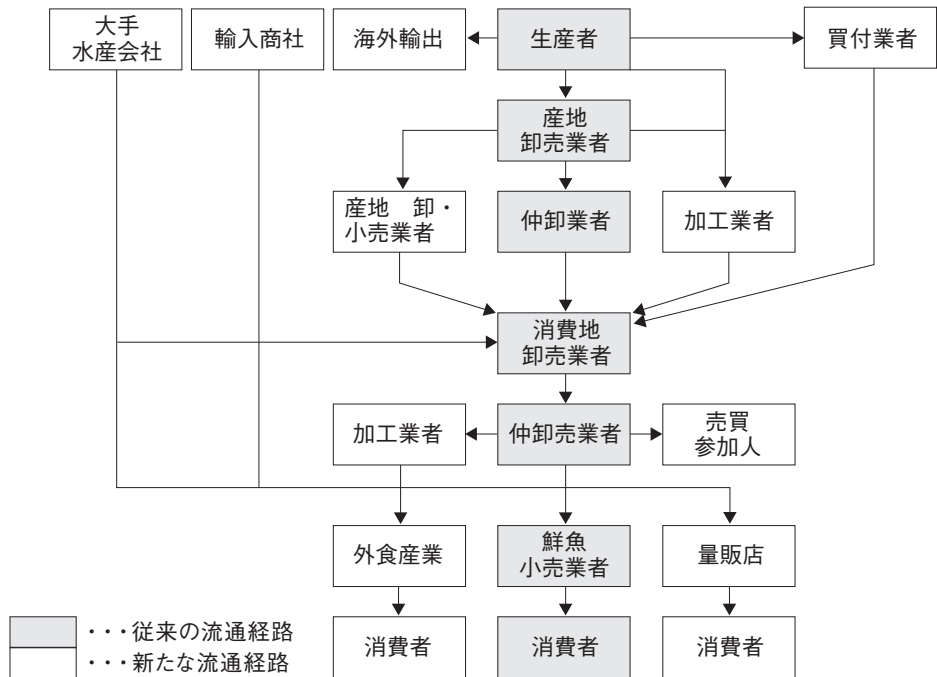 大手
水産会社
輸入商社
海外輸出
生産者
買付業者
産地
卸売業者
産地　卸・
小売業者
仲卸業者
加工業者
消費地
卸売業者
加工業者
仲卸売業者
売買
参加人
外食産業
鮮魚
小売業者
量販店
消費者
消費者
消費者
・・・従来の流通経路
・・・新たな流通経路